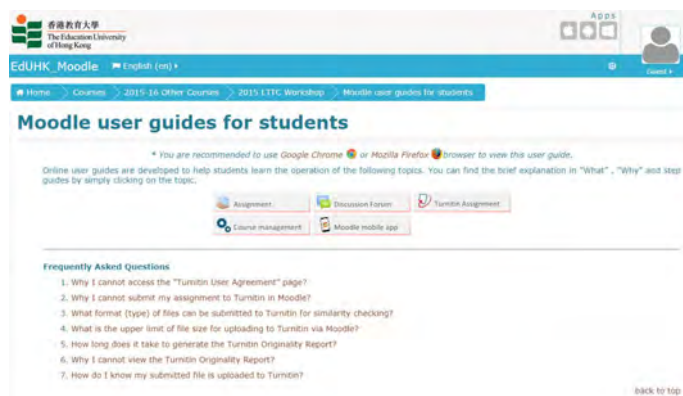 Apps
香港教育大學
The Education University
of Hong Kong
EdUHK_Moodle English (en)
Guest
Home Courses 2015-16 Other Courses 2015 LTTC Workshop Moodle user guides for students
Moodle user guides for students
* You are recommended to use Google Chrome or Mozilla Firefox browser to view this user guide.
Online user guides are developed to help students learn the operation of the following topics. You can find the brief explanation in "What" , "Why" and step
guides by simply clicking on the topic.
Assignment Discussion Forum Turnitin Assignment
Course management Moodle mobile app
Frequently Asked Questions
1. Why I cannot access the "Turnitin User Agreement" page?
2. Why I cannot submit my assignment to Turnitin in Moodle?
3. What format (type) of files can be submitted to Turnitin for similarity checking?
4. What is the upper limit of file size for uploading to Turnitin via Moodle?
5. How long does it take to generate the Turnitin Originality Report?
6. Why I cannot view the Turnitin Originality Report?
7. How do I know my submitted file is uploaded to Turnitin?
back to top